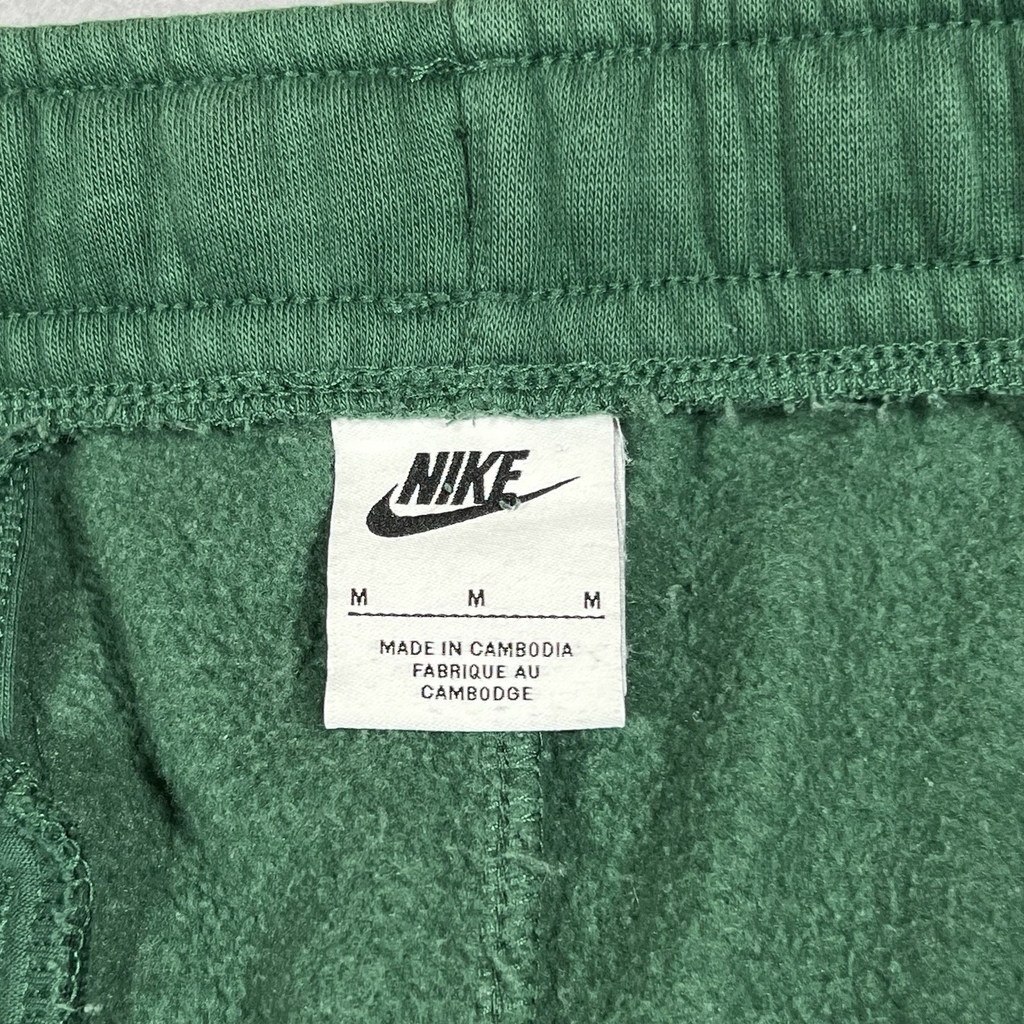 NIKE
M M M
MADE IN CAMBODIA
FABRIQUE AU
CAMBODGE